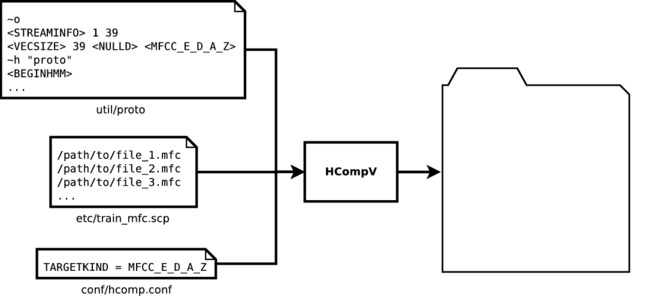 ~o
<STREAMINFO> 1 39
<VECSIZE> 39 <NULLD> <MFCC_E_D_A_Z>
~h "proto"
<BEGINHMM>
...
util/proto
/path/to/file_1.mfc
/path/to/file_2.mfc
/path/to/file_3.mfc
...
etc/train_mfc.scp
HCompV
TARGETKIND = MFCC_E_D_A_Z
conf/hcomp.conf